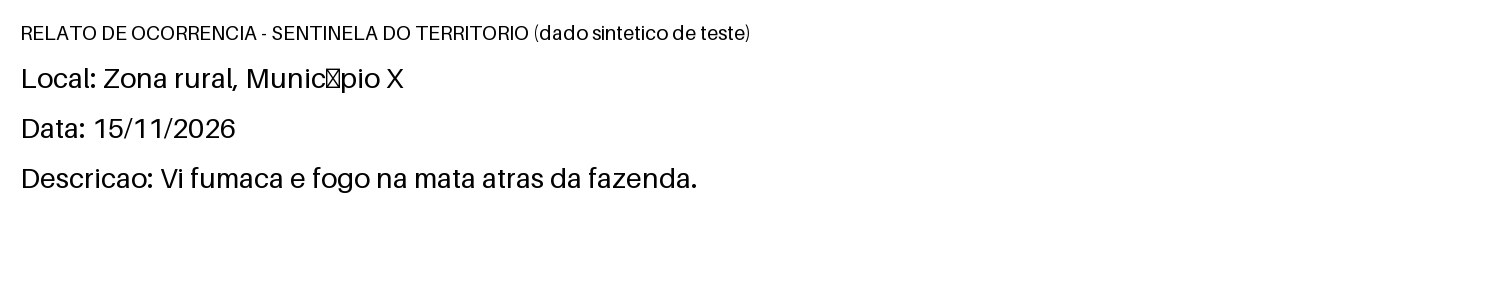 RELATO DE OCORRENCIA - SENTINELA DO TERRITORIO (dado sintetico de teste)
Local: Zona rural, Munic☒pio X
Data: 15/11/2026
Descricao: Vi fumaca e fogo na mata atras da fazenda.